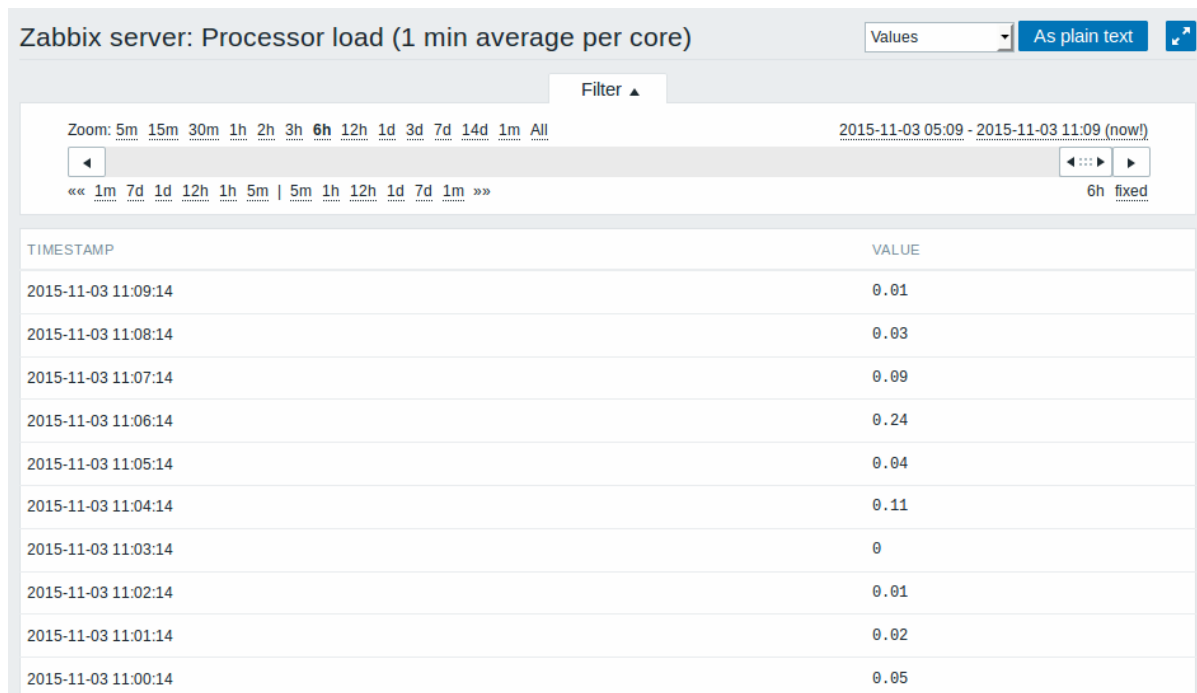 Zabbix server: Processor load (1 min average per core) Values As plain text
Filter ▲
Zoom: 5m 15m 30m 1h 2h 3h 6h 12h 1d 3d 7d 14d 1m All 2015-11-03 05:09 - 2015-11-03 11:09 (now!)
«« 1m 7d 1d 12h 1h 5m | 5m 1h 12h 1d 7d 1m »» 6h fixed
TIMESTAMP VALUE
2015-11-03 11:09:14 0.01
2015-11-03 11:08:14 0.03
2015-11-03 11:07:14 0.09
2015-11-03 11:06:14 0.24
2015-11-03 11:05:14 0.04
2015-11-03 11:04:14 0.11
2015-11-03 11:03:14 0
2015-11-03 11:02:14 0.01
2015-11-03 11:01:14 0.02
2015-11-03 11:00:14 0.05